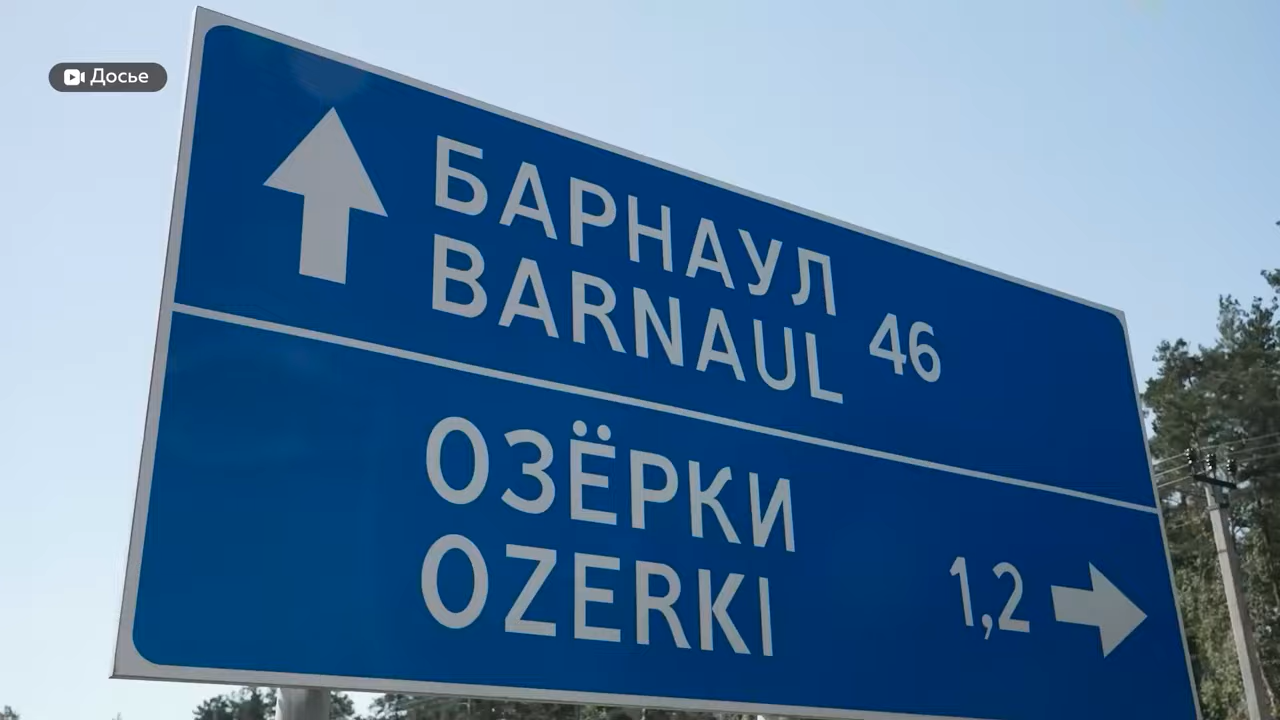 Досье
БАРНАУЛ
BARNAUL
46
ОЗЁРКИ
OZERKI
1,2